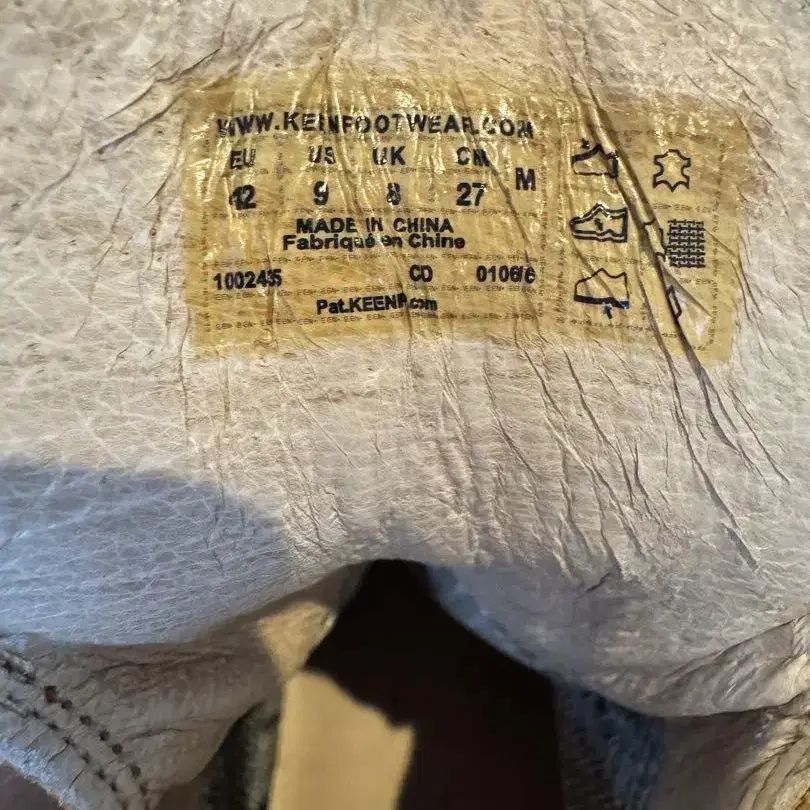 WWW.KEENFOOTWEAR.COM
EU US UK CM M
42 9 8 27
MADE IN CHINA
Fabriqué en Chine
1002435 CD
Pat.KEENP.com